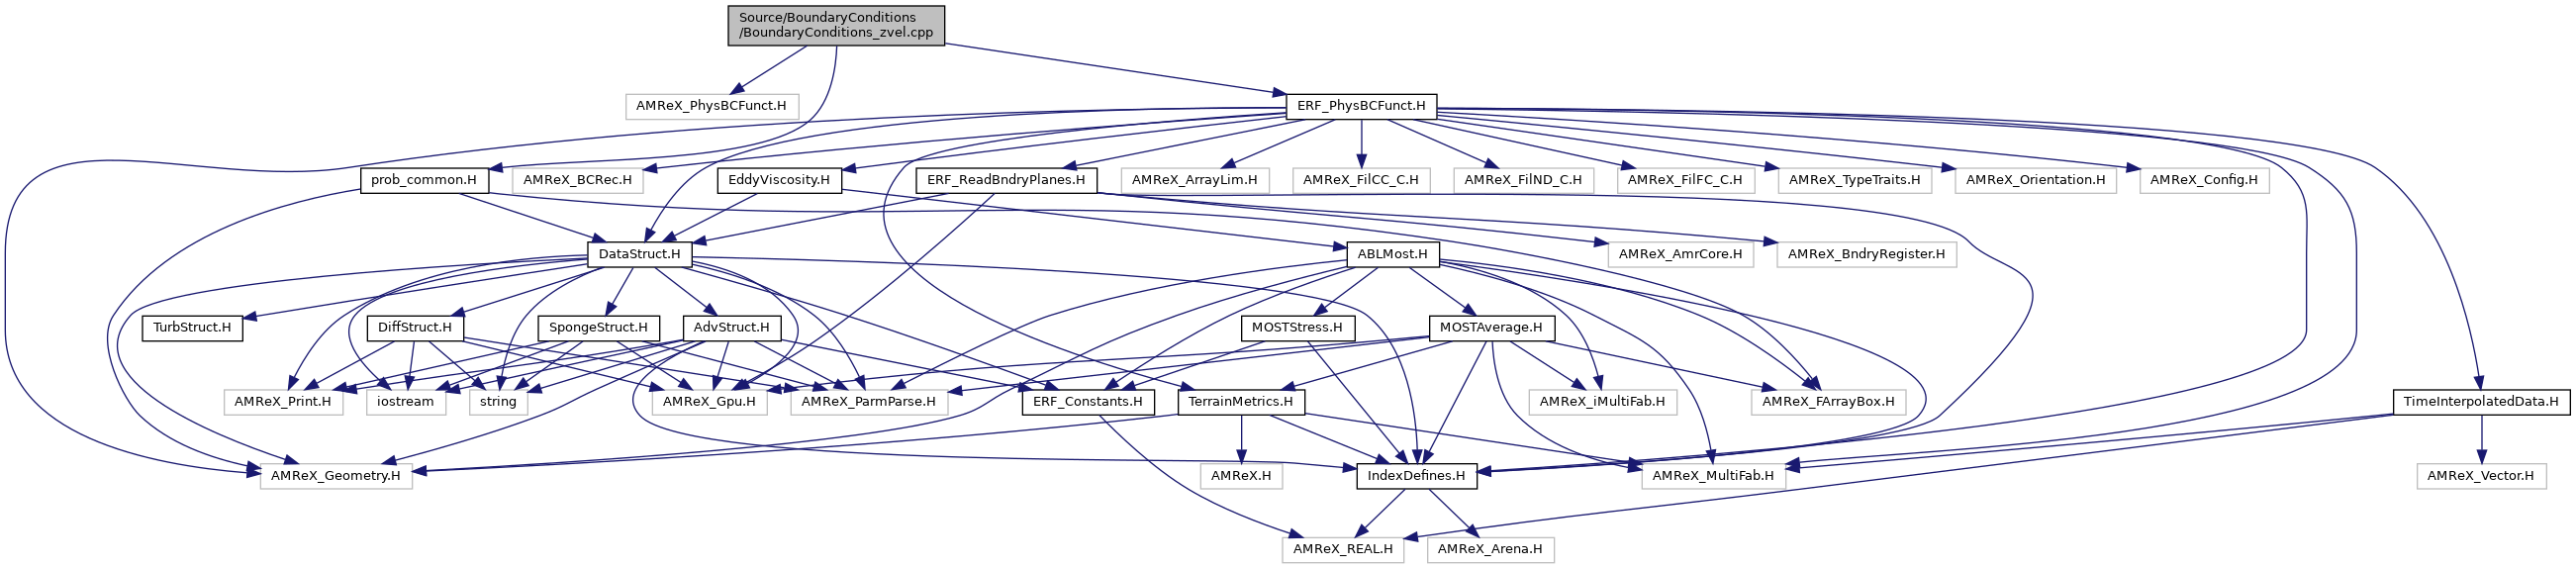 Source/BoundaryConditions
/BoundaryConditions_zvel.cpp
AMReX_PhysBCFunct.H
ERF_PhysBCFunct.H
prob_common.H
AMReX_BCRec.H
EddyViscosity.H
ERF_ReadBndryPlanes.H
AMReX_ArrayLim.H
AMReX_FilCC_C.H
AMReX_FilND_C.H
AMReX_FilFC_C.H
AMReX_TypeTraits.H
AMReX_Orientation.H
AMReX_Config.H
DataStruct.H
ABLMost.H
AMReX_AmrCore.H
AMReX_BndryRegister.H
TurbStruct.H
DiffStruct.H
SpongeStruct.H
AdvStruct.H
MOSTStress.H
MOSTAverage.H
AMReX_Print.H
iostream
string
AMReX_Gpu.H
AMReX_ParmParse.H
ERF_Constants.H
TerrainMetrics.H
AMReX_iMultiFab.H
AMReX_FArrayBox.H
TimeInterpolatedData.H
AMReX_Geometry.H
AMReX.H
IndexDefines.H
AMReX_MultiFab.H
AMReX_Vector.H
AMReX_REAL.H
AMReX_Arena.H